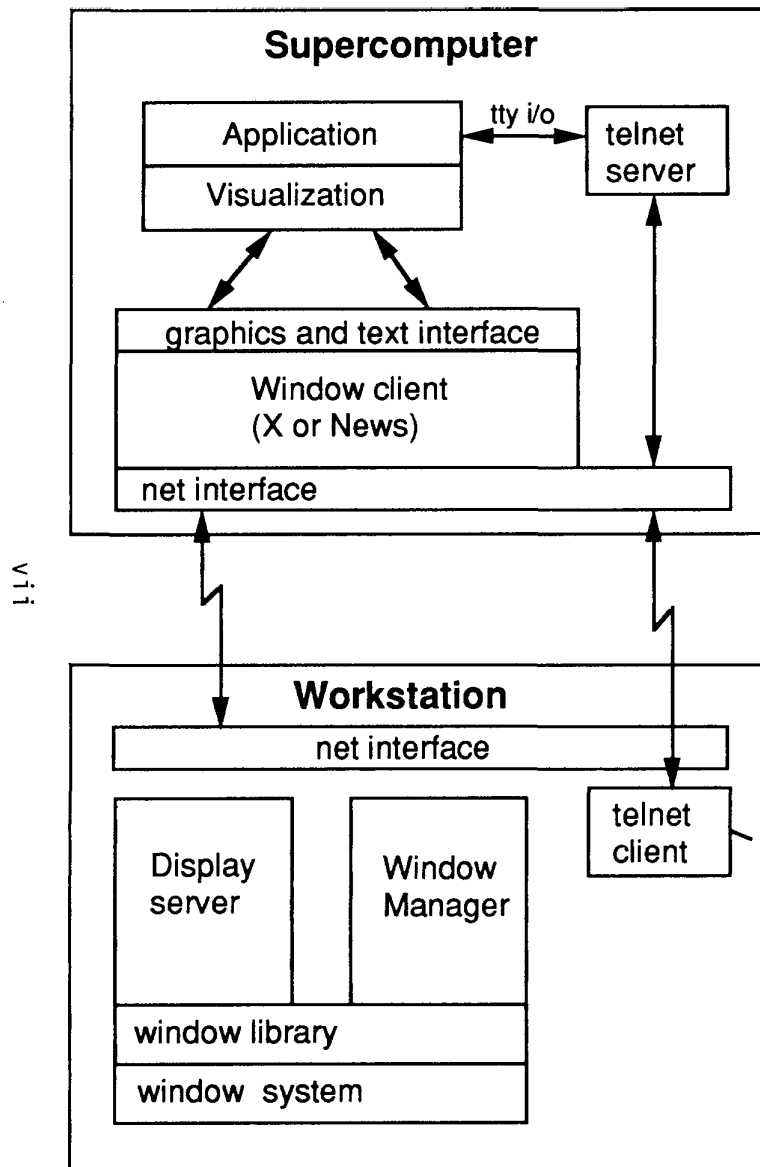 Supercomputer
Application
tty i/o
telnet
server
Visualization
graphics and text interface
Window client
(X or News)
net interface
vii
Workstation
net interface
telnet
client
Display
server
Window
Manager
window library
window system